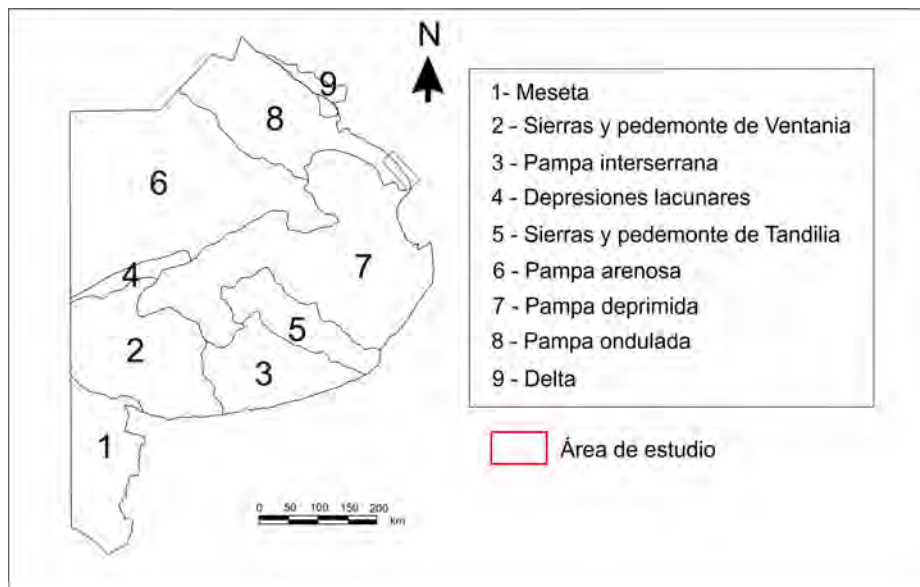 N
9
8
6
7
4
5
2
3
1
1- Meseta
2 - Sierras y pedemonte de Ventania
3 - Pampa interserrana
4 - Depresiones lacunares
5 - Sierras y pedemonte de Tandilia
6 - Pampa arenosa
7 - Pampa deprimida
8 - Pampa ondulada
9 - Delta
Área de estudio
0 50 100 150 200
km